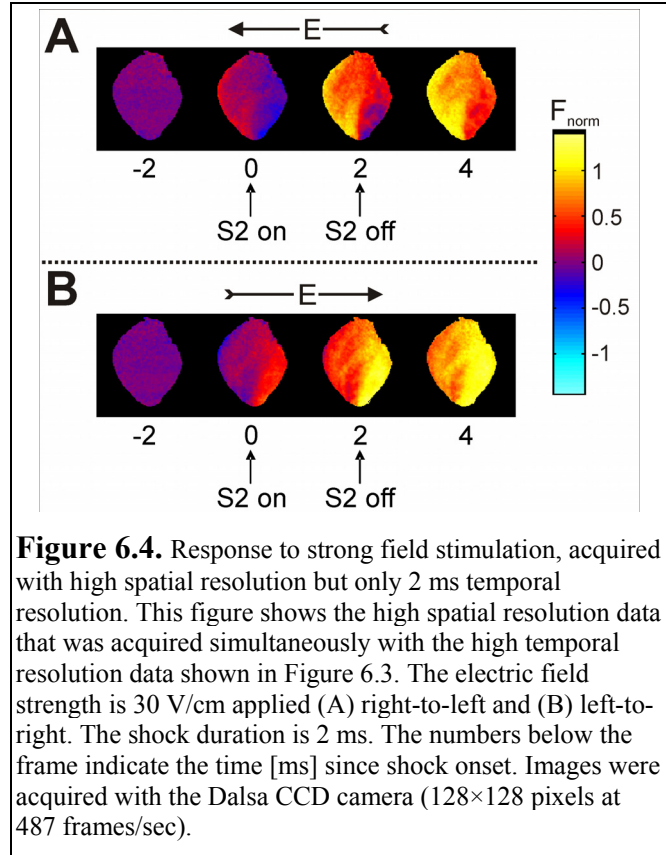 A
E
-2 0 2 4
S2 on S2 off
F_norm
1
0.5
0
-0.5
-1
B
E
-2 0 2 4
S2 on S2 off
Figure 6.4. Response to strong field stimulation, acquired
with high spatial resolution but only 2 ms temporal
resolution. This figure shows the high spatial resolution data
that was acquired simultaneously with the high temporal
resolution data shown in Figure 6.3. The electric field
strength is 30 V/cm applied (A) right-to-left and (B) left-to-
right. The shock duration is 2 ms. The numbers below the
frame indicate the time [ms] since shock onset. Images were
acquired with the Dalsa CCD camera (128×128 pixels at
487 frames/sec).